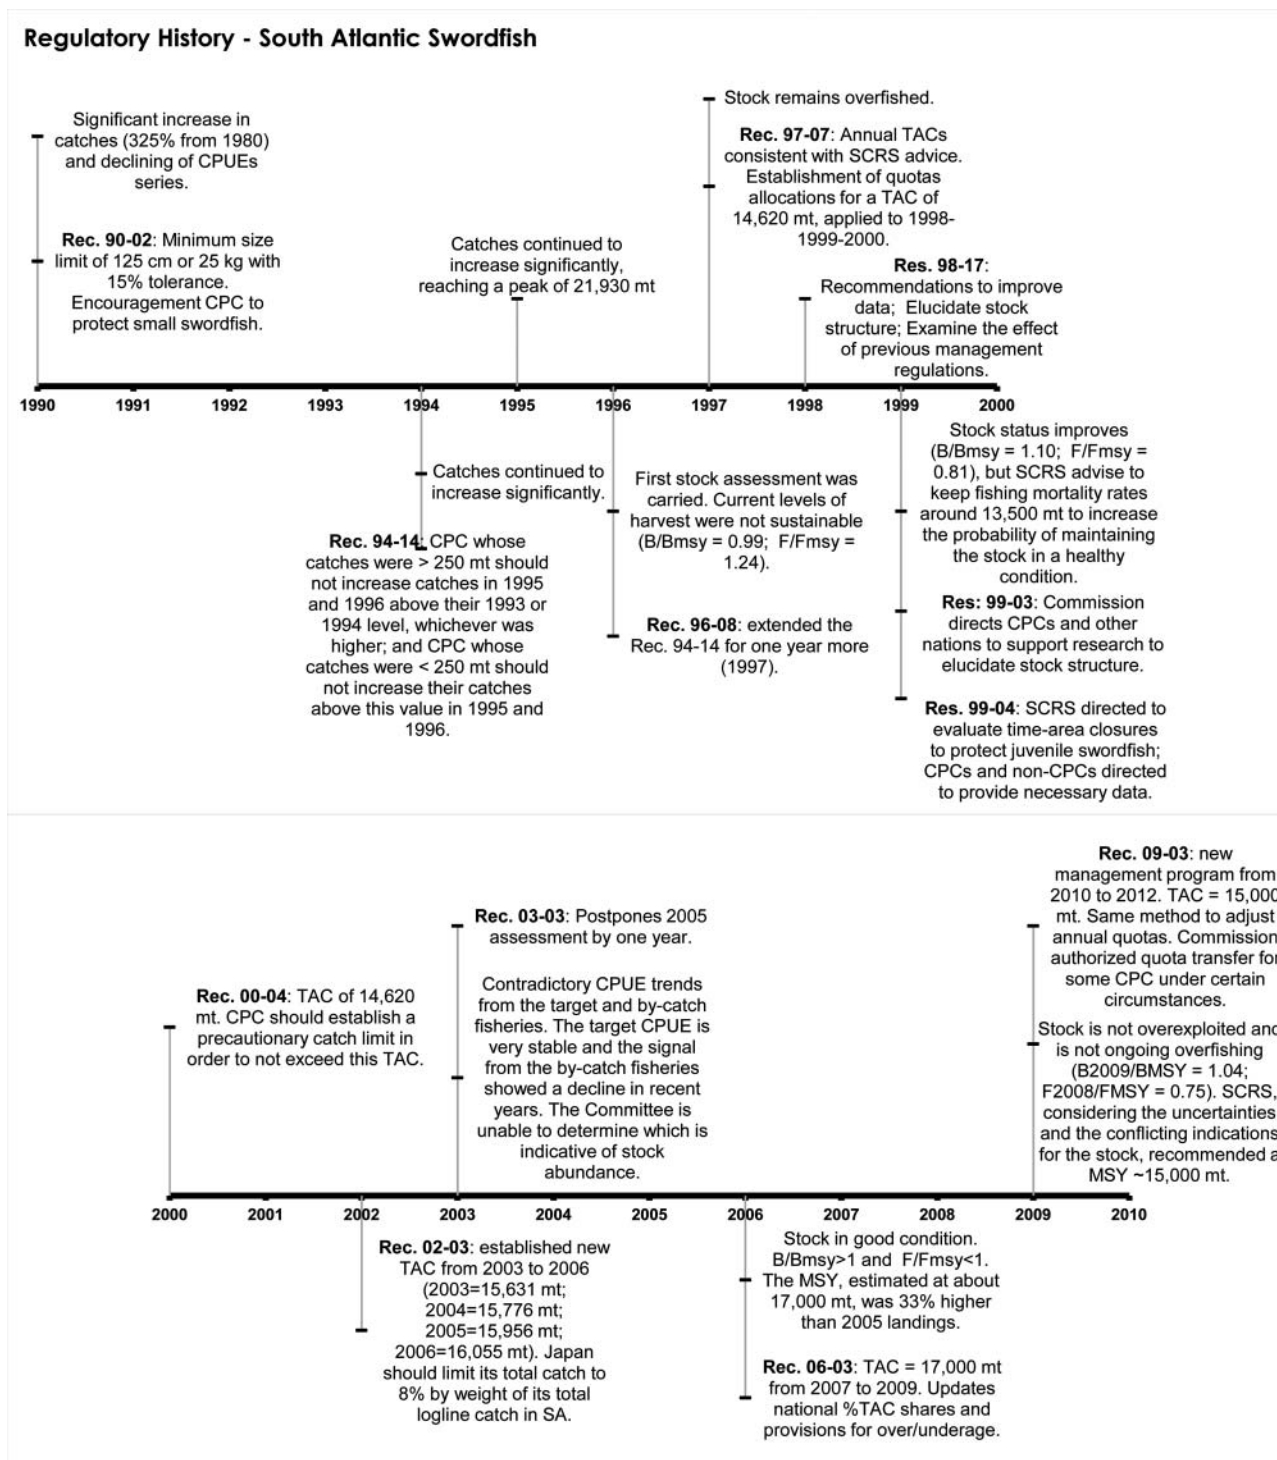 Regulatory History - South Atlantic Swordfish
Significant increase in
catches (325% from 1980)
and declining of CPUEs
series.
Rec. 90-02: Minimum size
limit of 125 cm or 25 kg with
15% tolerance.
Encouragement CPC to
protect small swordfish.
Catches continued to
increase significantly,
reaching a peak of 21,930 mt
Stock remains overfished.
Rec. 97-07: Annual TACs
consistent with SCRS advice.
Establishment of quotas
allocations for a TAC of
14,620 mt, applied to 1998-
1999-2000.
Res. 98-17:
Recommendations to improve
data; Elucidate stock
structure; Examine the effect
of previous management
regulations.
1990 1991 1992 1993 1994 1995 1996 1997 1998 1999 2000
Catches continued to
increase significantly.
Rec. 94-14: CPC whose
catches were > 250 mt should
not increase catches in 1995
and 1996 above their 1993 or
1994 level, whichever was
higher; and CPC whose
catches were < 250 mt should
not increase their catches
above this value in 1995 and
1996.
First stock assessment was
carried. Current levels of
harvest were not sustainable
(B/Bmsy = 0.99; F/Fmsy =
1.24).
Rec. 96-08: extended the
Rec. 94-14 for one year more
(1997).
Stock status improves
(B/Bmsy = 1.10; F/Fmsy =
0.81), but SCRS advise to
keep fishing mortality rates
around 13,500 mt to increase
the probability of maintaining
the stock in a healthy
condition.
Res: 99-03: Commission
directs CPCs and other
nations to support research to
elucidate stock structure.
Res. 99-04: SCRS directed to
evaluate time-area closures
to protect juvenile swordfish;
CPCs and non-CPCs directed
to provide necessary data.
Rec. 00-04: TAC of 14,620
mt. CPC should establish a
precautionary catch limit in
order to not exceed this TAC.
Rec. 03-03: Postpones 2005
assessment by one year.
Contradictory CPUE trends
from the target and by-catch
fisheries. The target CPUE is
very stable and the signal
from the by-catch fisheries
showed a decline in recent
years. The Committee is
unable to determine which is
indicative of stock
abundance.
Rec. 09-03: new
management program from
2010 to 2012. TAC = 15,000
mt. Same method to adjust
annual quotas. Commission
authorized quota transfer for
some CPC under certain
circumstances.
Stock is not overexploited and
is not ongoing overfishing
(B2009/BMSY = 1.04;
F2008/FMSY = 0.75). SCRS,
considering the uncertainties
and the conflicting indications
for the stock, recommended a
MSY ~15,000 mt.
2000 2001 2002 2003 2004 2005 2006 2007 2008 2009 2010
Rec. 02-03: established new
TAC from 2003 to 2006
(2003=15,631 mt;
2004=15,776 mt;
2005=15,956 mt;
2006=16,055 mt). Japan
should limit its total catch to
8% by weight of its total
logline catch in SA.
Stock in good condition.
B/Bmsy>1 and F/Fmsy<1.
The MSY, estimated at about
17,000 mt, was 33% higher
than 2005 landings.
Rec. 06-03: TAC = 17,000 mt
from 2007 to 2009. Updates
national %TAC shares and
provisions for over/underage.